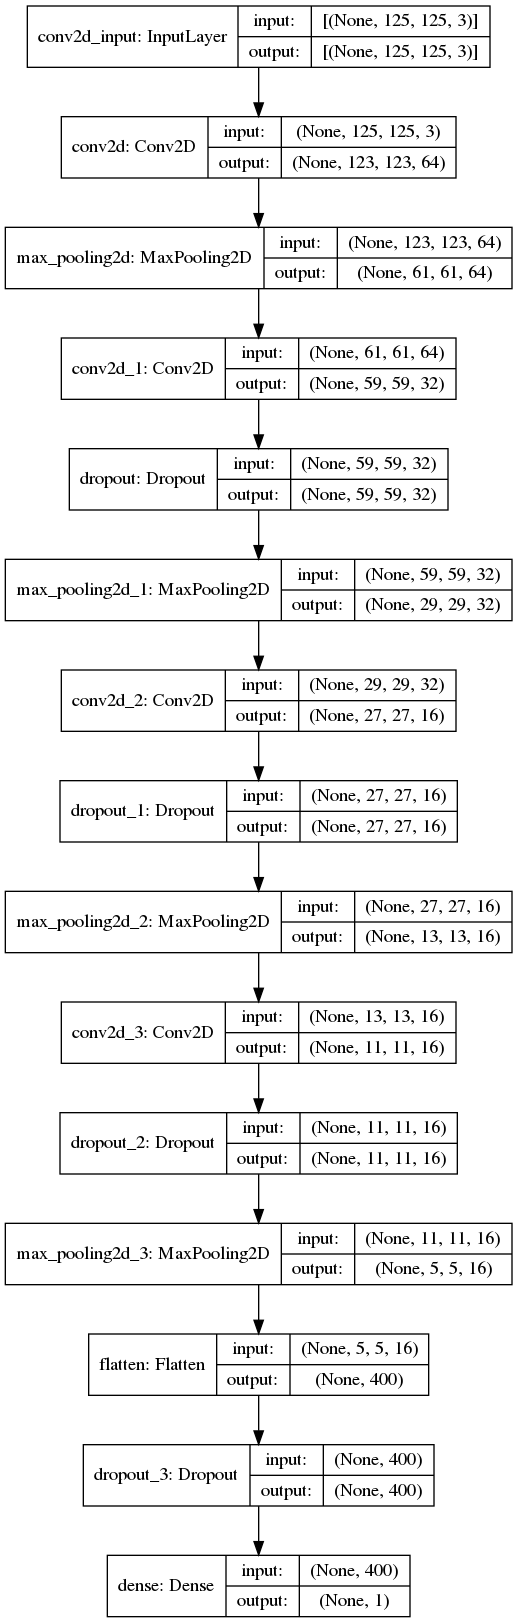 conv2d_input: InputLayer
input:
[(None, 125, 125, 3)]
output:
[(None, 125, 125, 3)]
conv2d: Conv2D
input:
(None, 125, 125, 3)
output:
(None, 123, 123, 64)
max_pooling2d: MaxPooling2D
input:
(None, 123, 123, 64)
output:
(None, 61, 61, 64)
conv2d_1: Conv2D
input:
(None, 61, 61, 64)
output:
(None, 59, 59, 32)
dropout: Dropout
input:
(None, 59, 59, 32)
output:
(None, 59, 59, 32)
max_pooling2d_1: MaxPooling2D
input:
(None, 59, 59, 32)
output:
(None, 29, 29, 32)
conv2d_2: Conv2D
input:
(None, 29, 29, 32)
output:
(None, 27, 27, 16)
dropout_1: Dropout
input:
(None, 27, 27, 16)
output:
(None, 27, 27, 16)
max_pooling2d_2: MaxPooling2D
input:
(None, 27, 27, 16)
output:
(None, 13, 13, 16)
conv2d_3: Conv2D
input:
(None, 13, 13, 16)
output:
(None, 11, 11, 16)
dropout_2: Dropout
input:
(None, 11, 11, 16)
output:
(None, 11, 11, 16)
max_pooling2d_3: MaxPooling2D
input:
(None, 11, 11, 16)
output:
(None, 5, 5, 16)
flatten: Flatten
input:
(None, 5, 5, 16)
output:
(None, 400)
dropout_3: Dropout
input:
(None, 400)
output:
(None, 400)
dense: Dense
input:
(None, 400)
output:
(None, 1)